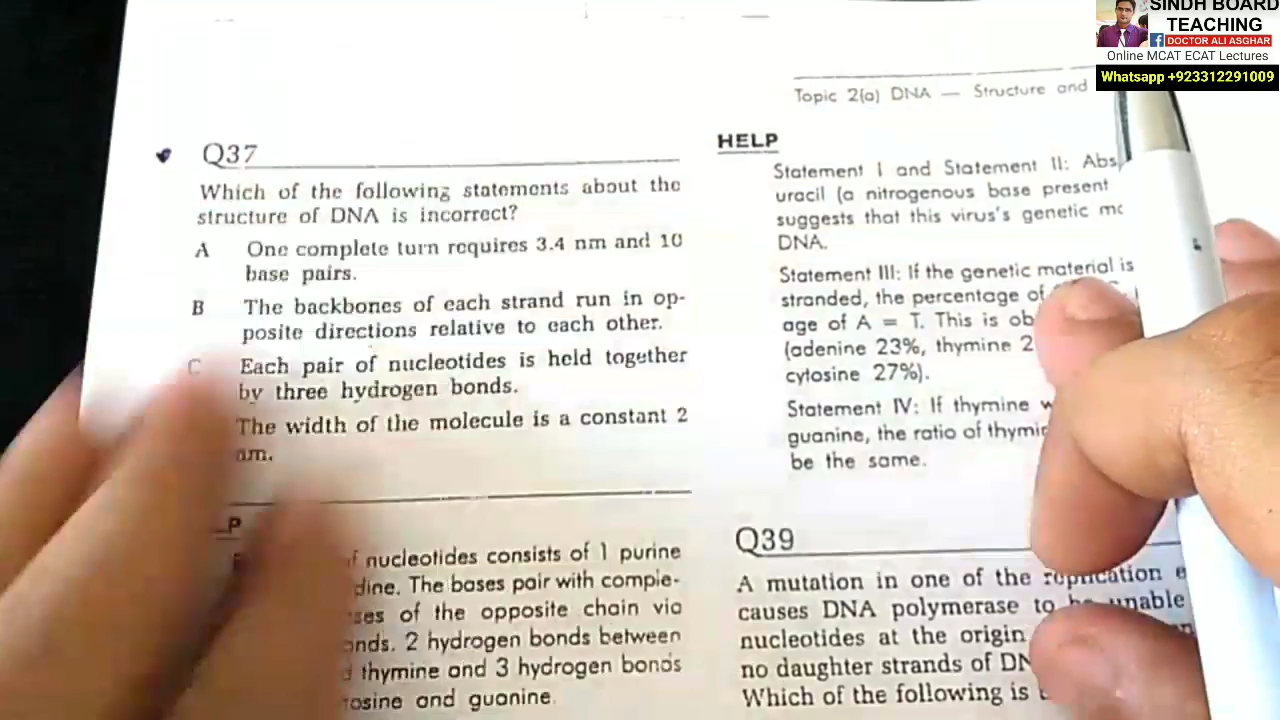 SINDH BOARD
TEACHING
DOCTOR ALI ASGHAR
Online MCAT ECAT Lectures
Whatsapp +923312291009
Topic 2(a) DNA — Structure and
Q37
Which of the following statements about the
structure of DNA is incorrect?
A One complete turn requires 3.4 nm and 10
base pairs.
B The backbones of each strand run in op-
posite directions relative to each other.
C Each pair of nucleotides is held together
by three hydrogen bonds.
The width of the molecule is a constant 2
nm.
nucleotides consists of 1 purine
The bases pair with comple-
of the opposite chain via
2 hydrogen bonds between
thymine and 3 hydrogen bonds
and guanine.
HELP
Statement I and Statement II:
uracil (a nitrogenous base present
suggests that this virus's genetic
DNA.
Statement III: If the genetic material is
stranded, the percentage of
age of A = T. This is
(adenine 23%, thymine
cytosine 27%).
Statement IV: If thymine
guanine, the ratio of
be the same.
Q39
A mutation in one of the replication
causes DNA polymerase to be unable
nucleotides at the origin
no daughter strands of
Which of the following is